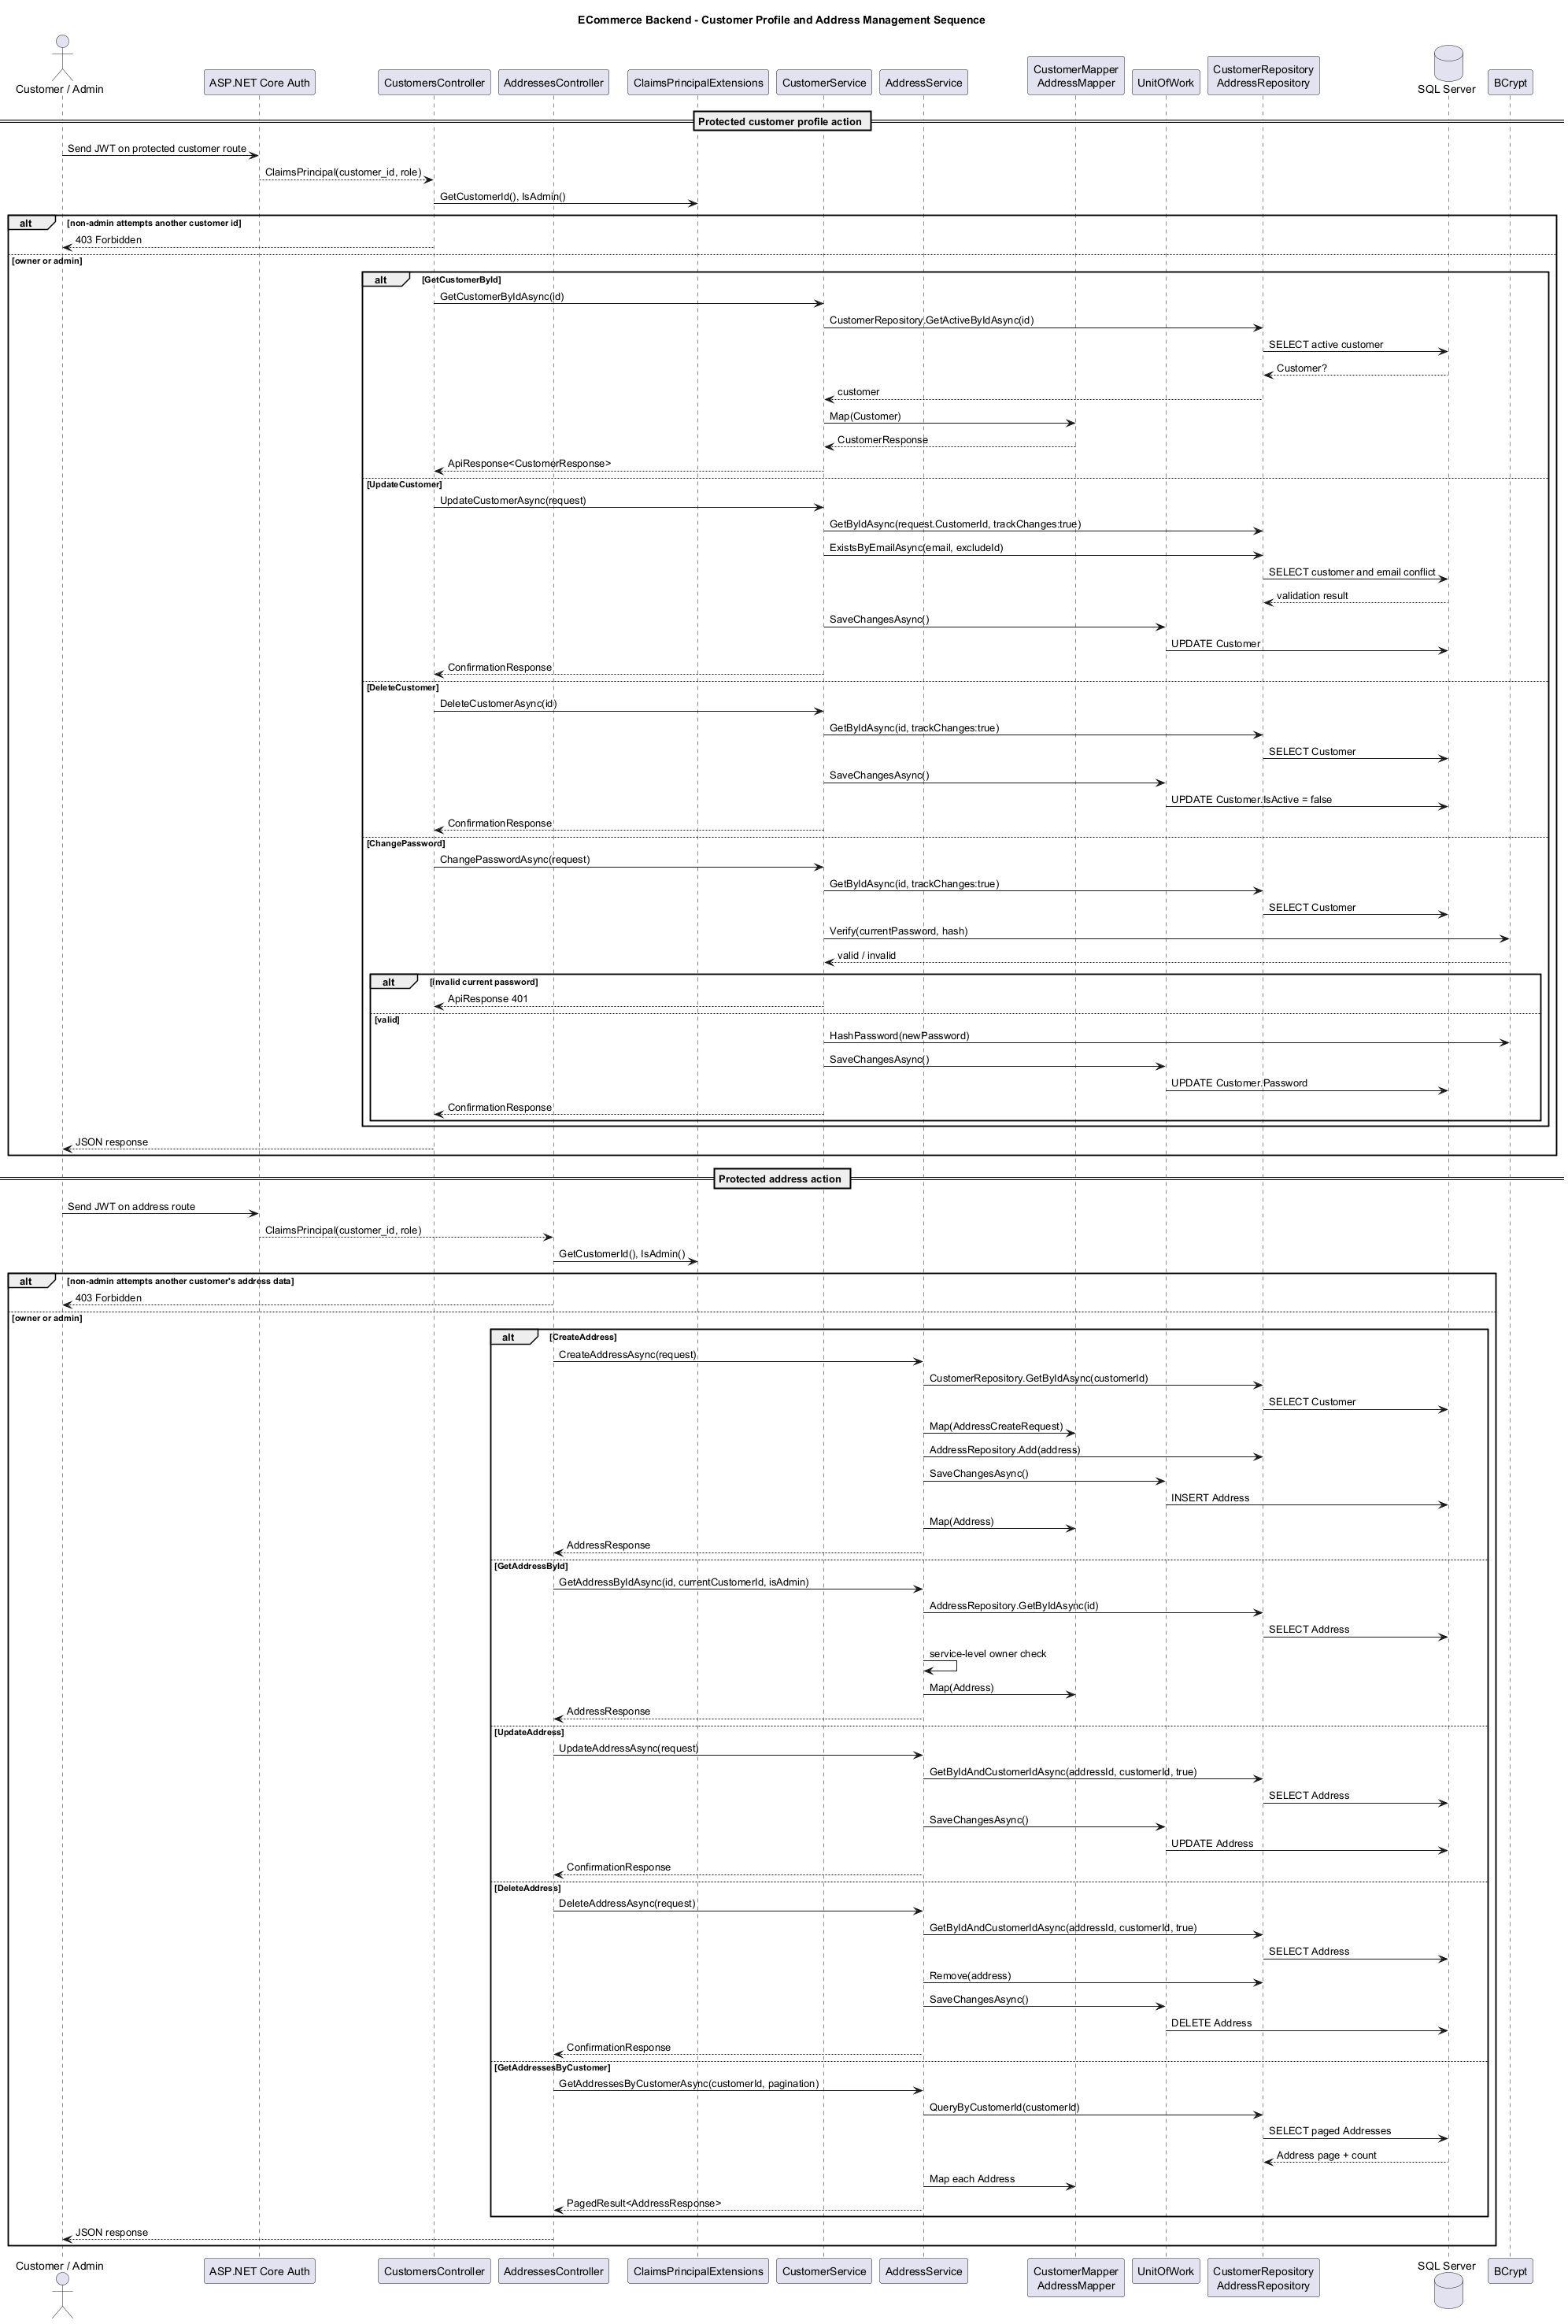 ECommerce Backend - Customer Profile and Address Management Sequence
Customer / Admin
ASP.NET Core Auth
CustomersController
AddressesController
ClaimsPrincipalExtensions
CustomerService
AddressService
CustomerMapper
AddressMapper
UnitOfWork
CustomerRepository
AddressRepository
SQL Server
BCrypt
Protected customer profile action
Send JWT on protected customer route
ClaimsPrincipal(customer_id, role)
GetCustomerId(), IsAdmin()
alt [non-admin attempts another customer id]
403 Forbidden
[owner or admin]
alt [GetCustomerById]
GetCustomerByIdAsync(id)
CustomerRepository.GetActiveByIdAsync(id)
SELECT active customer
Customer?
customer
Map(Customer)
CustomerResponse
ApiResponse<CustomerResponse>
[UpdateCustomer]
UpdateCustomerAsync(request)
GetByIdAsync(request.CustomerId, trackChanges:true)
ExistsByEmailAsync(email, excludeId)
SELECT customer and email conflict
validation result
SaveChangesAsync()
UPDATE Customer
ConfirmationResponse
[DeleteCustomer]
DeleteCustomerAsync(id)
GetByIdAsync(id, trackChanges:true)
SELECT Customer
SaveChangesAsync()
UPDATE Customer.IsActive = false
ConfirmationResponse
[ChangePassword]
ChangePasswordAsync(request)
GetByIdAsync(id, trackChanges:true)
SELECT Customer
Verify(currentPassword, hash)
valid / invalid
alt [invalid current password]
ApiResponse 401
[valid]
HashPassword(newPassword)
SaveChangesAsync()
UPDATE Customer.Password
ConfirmationResponse
JSON response
Protected address action
Send JWT on address route
ClaimsPrincipal(customer_id, role)
GetCustomerId(), IsAdmin()
alt [non-admin attempts another customer's address data]
403 Forbidden
[owner or admin]
alt [CreateAddress]
CreateAddressAsync(request)
CustomerRepository.GetByIdAsync(customerId)
SELECT Customer
Map(AddressCreateRequest)
AddressRepository.Add(address)
SaveChangesAsync()
INSERT Address
Map(Address)
AddressResponse
[GetAddressById]
GetAddressByIdAsync(id, currentCustomerId, isAdmin)
AddressRepository.GetByIdAsync(id)
SELECT Address
service-level owner check
Map(Address)
AddressResponse
[UpdateAddress]
UpdateAddressAsync(request)
GetByIdAndCustomerIdAsync(addressId, customerId, true)
SELECT Address
SaveChangesAsync()
UPDATE Address
ConfirmationResponse
[DeleteAddress]
DeleteAddressAsync(request)
GetByIdAndCustomerIdAsync(addressId, customerId, true)
SELECT Address
Remove(address)
SaveChangesAsync()
DELETE Address
ConfirmationResponse
[GetAddressesByCustomer]
GetAddressesByCustomerAsync(customerId, pagination)
QueryByCustomerId(customerId)
SELECT paged Addresses
Address page + count
Map each Address
PagedResult<AddressResponse>
JSON response
Customer / Admin
ASP.NET Core Auth
CustomersController
AddressesController
ClaimsPrincipalExtensions
CustomerService
AddressService
CustomerMapper
AddressMapper
UnitOfWork
CustomerRepository
AddressRepository
SQL Server
BCrypt